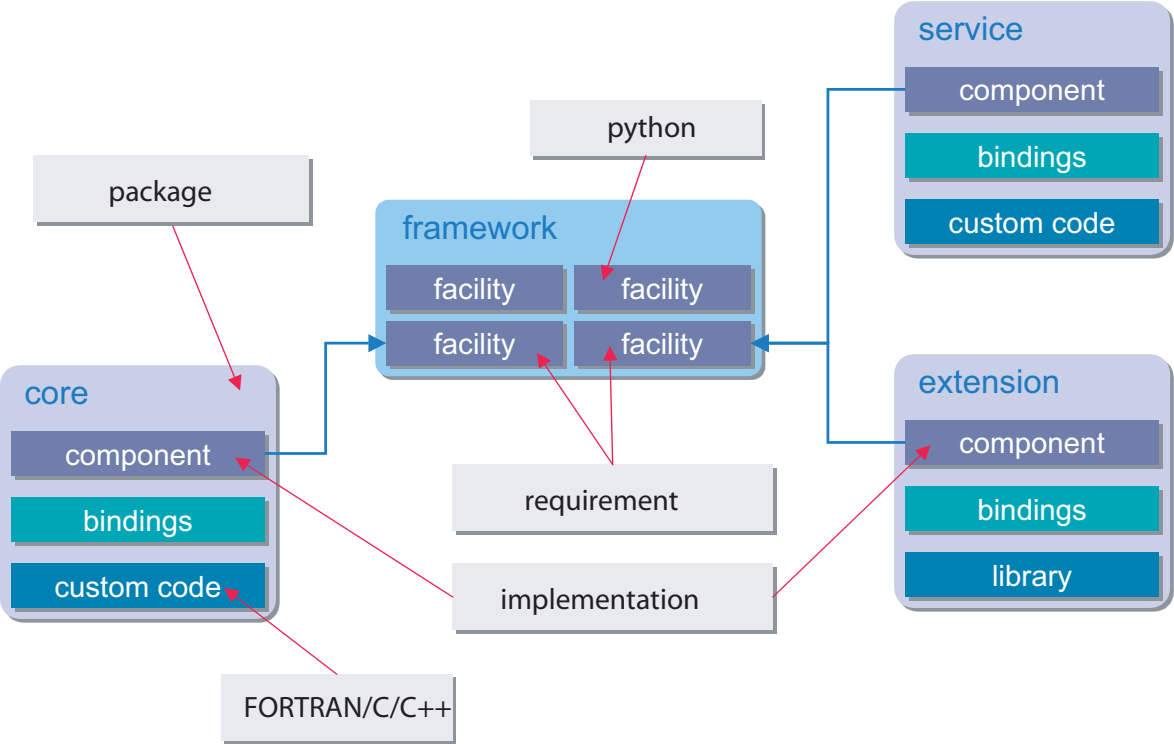 service
component
bindings
custom code
python
package
framework
facility
facility
facility
facility
core
component
bindings
custom code
extension
component
bindings
library
requirement
implementation
FORTRAN/C/C++